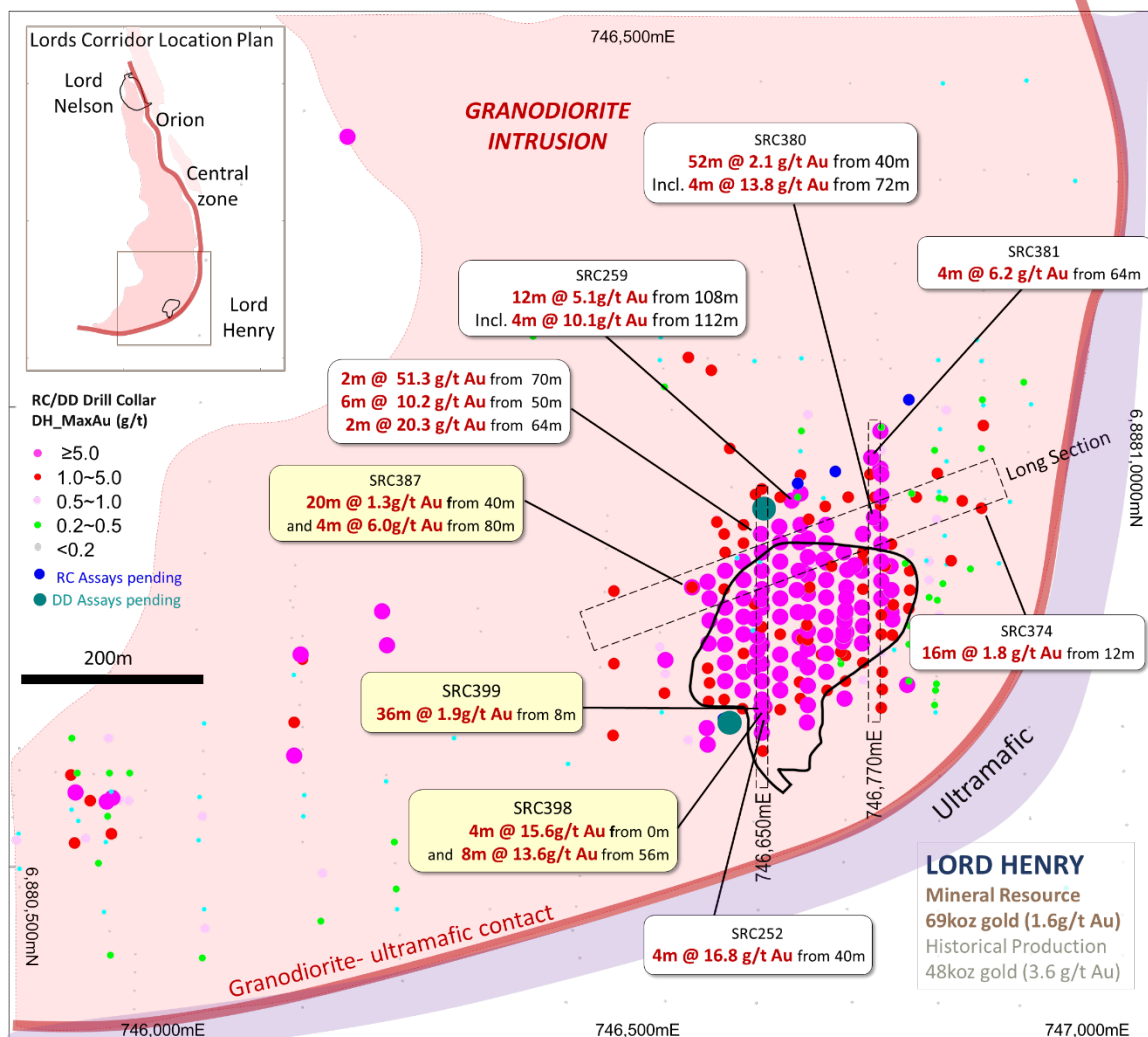 746,500mE
Lords Corridor Location Plan
Lord
Nelson
Orion
Central
zone
Lord
Henry
GRANODIORITE
INTRUSION
SRC380
52m @ 2.1 g/t Au from 40m
Incl. 4m @ 13.8 g/t Au from 72m
SRC381
4m @ 6.2 g/t Au from 64m
SRC259
12m @ 5.1g/t Au from 108m
Incl. 4m @ 10.1g/t Au from 112m
2m @ 51.3 g/t Au from 70m
6m @ 10.2 g/t Au from 50m
2m @ 20.3 g/t Au from 64m
RC/DD Drill Collar
DH_MaxAu (g/t)
≥5.0
1.0~5.0
0.5~1.0
0.2~0.5
<0.2
RC Assays pending
DD Assays pending
200m
SRC387
20m @ 1.3g/t Au from 40m
and 4m @ 6.0g/t Au from 80m
Long Section
6,8881,0000mN
SRC374
16m @ 1.8 g/t Au from 12m
SRC399
36m @ 1.9g/t Au from 8m
SRC398
4m @ 15.6g/t Au from 0m
and 8m @ 13.6g/t Au from 56m
746,650mE
746,770mE
Ultramafic
6,880,500mN
Granodiorite- ultramafic contact
SRC252
4m @ 16.8 g/t Au from 40m
LORD HENRY
Mineral Resource
69koz gold (1.6g/t Au)
Historical Production
48koz gold (3.6 g/t Au)
746,000mE
746,500mE
747,000mE